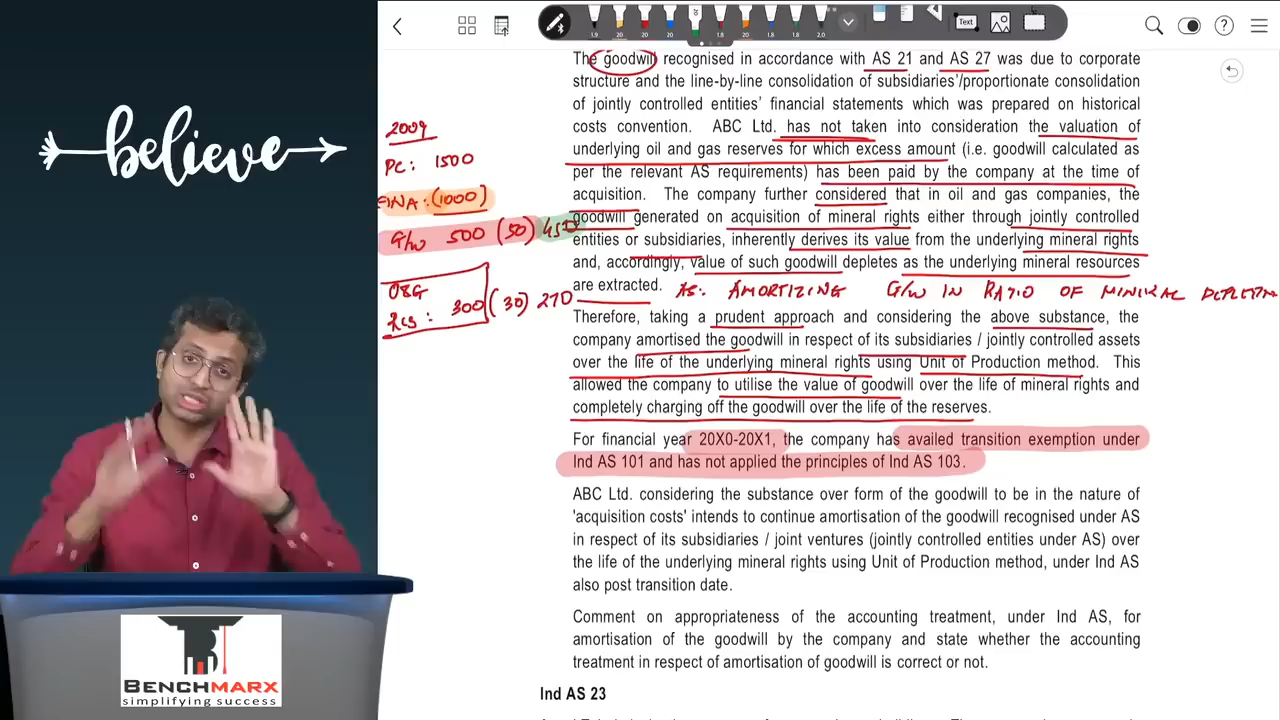 believe
BENCHMARX
simplifying success
Text
1.9 20 20 20 20 1.8 20 1.8 1.8 2.0
2009
PC: 1500
FVNA: (1000)
G/W 500 (50) 450
O&G
Res: 300 (30) 270
The goodwill recognised in accordance with AS 21 and AS 27 was due to corporate
structure and the line-by-line consolidation of subsidiaries'/proportionate consolidation
of jointly controlled entities' financial statements which was prepared on historical
costs convention. ABC Ltd. has not taken into consideration the valuation of
underlying oil and gas reserves for which excess amount (i.e. goodwill calculated as
per the relevant AS requirements) has been paid by the company at the time of
acquisition. The company further considered that in oil and gas companies, the
goodwill generated on acquisition of mineral rights either through jointly controlled
entities or subsidiaries, inherently derives its value from the underlying mineral rights
and, accordingly, value of such goodwill depletes as the underlying mineral resources
are extracted. AS: AMORTIZING G/W IN RATIO OF MINERAL DEPLETION
Therefore, taking a prudent approach and considering the above substance, the
company amortised the goodwill in respect of its subsidiaries / jointly controlled assets
over the life of the underlying mineral rights using Unit of Production method. This
allowed the company to utilise the value of goodwill over the life of mineral rights and
completely charging off the goodwill over the life of the reserves.
For financial year 20X0-20X1, the company has availed transition exemption under
Ind AS 101 and has not applied the principles of Ind AS 103.
ABC Ltd. considering the substance over form of the goodwill to be in the nature of
'acquisition costs' intends to continue amortisation of the goodwill recognised under AS
in respect of its subsidiaries / joint ventures (jointly controlled entities under AS) over
the life of the underlying mineral rights using Unit of Production method, under Ind AS
also post transition date.
Comment on appropriateness of the accounting treatment, under Ind AS, for
amortisation of the goodwill by the company and state whether the accounting
treatment in respect of amortisation of goodwill is correct or not.
Ind AS 23